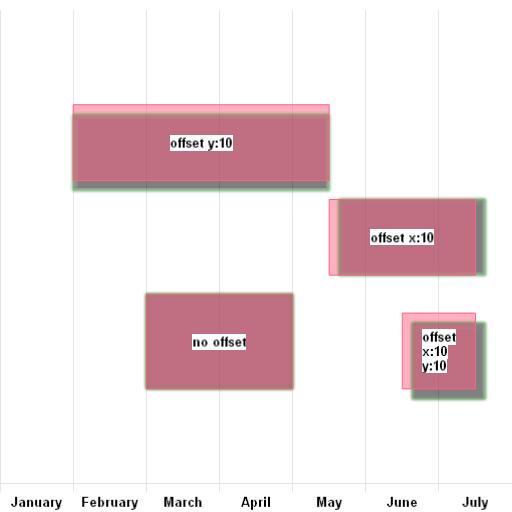 offset y:10
offset x:10
no offset
offset
x:10
y:10
January February March April May June July